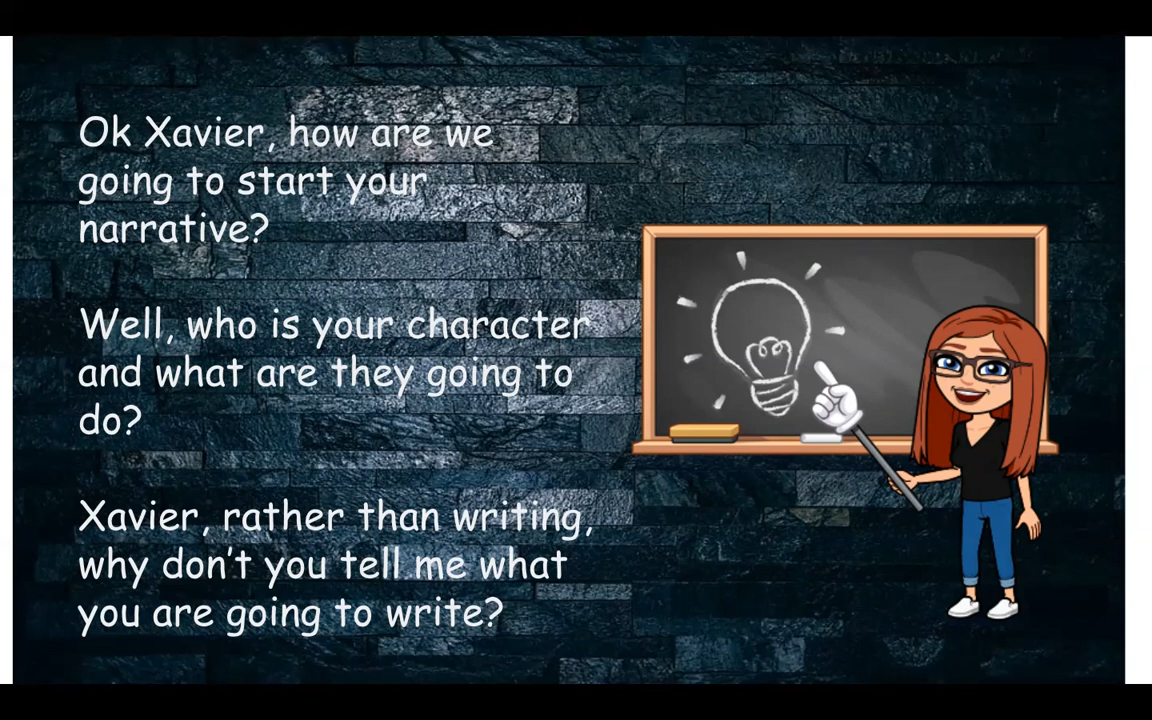 Ok Xavier, how are we
going to start your
narrative?
Well, who is your character
and what are they going to
do?
Xavier, rather than writing,
why don't you tell me what
you are going to write?